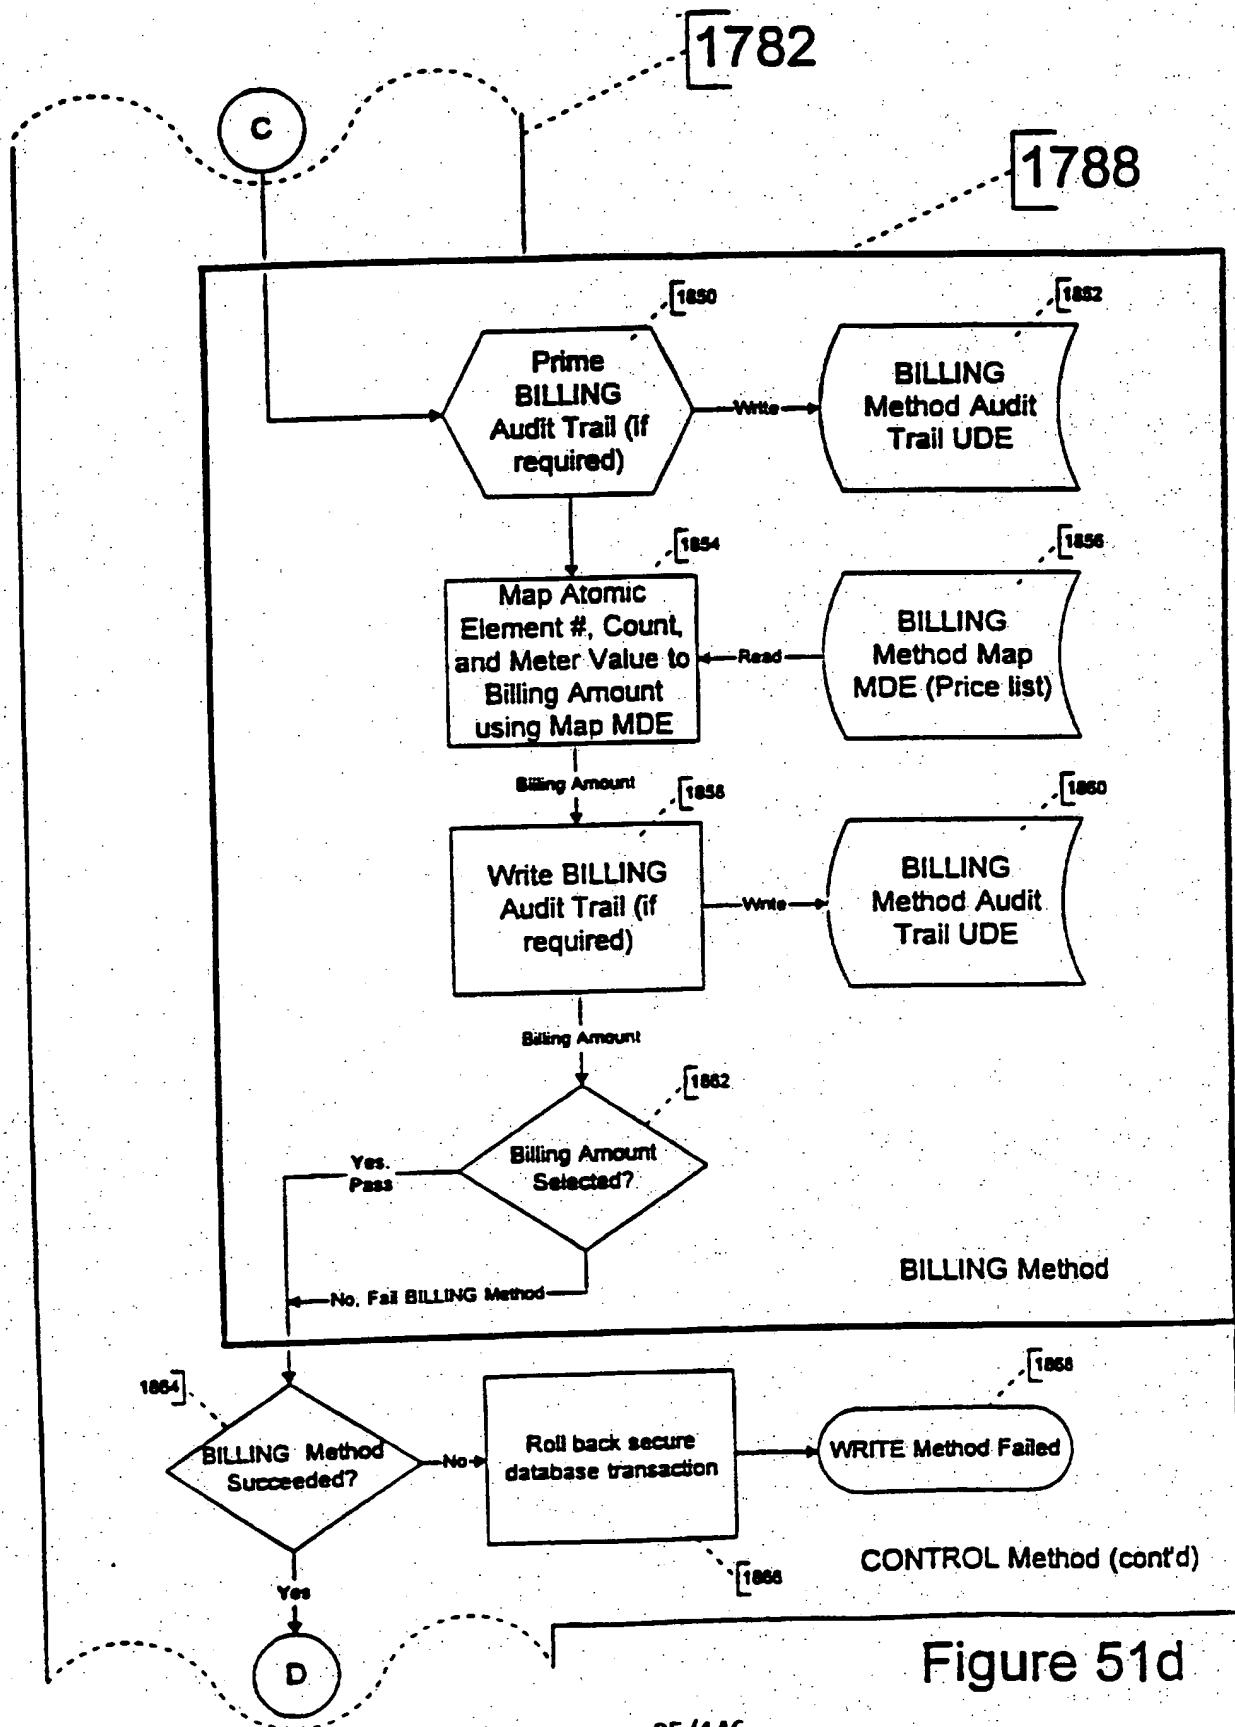 1782
C
1788
1850
1852
Prime
BILLING
Audit Trail (if
required)
Write
BILLING
Method Audit
Trail UDE
1854
1856
Map Atomic
Element #, Count,
and Meter Value to
Billing Amount
using Map MDE
Read
BILLING
Method Map
MDE (Price list)
Billing Amount
1858
1860
Write BILLING
Audit Trail (if
required)
Write
BILLING
Method Audit
Trail UDE
Billing Amount
1862
Billing Amount
Selected?
Yes.
Pass
BILLING Method
No, Fail BILLING Method
1864
1868
BILLING Method
Succeeded?
No
Roll back secure
database transaction
WRITE Method Failed
CONTROL Method (cont'd)
1866
Yes
D
Figure 51d